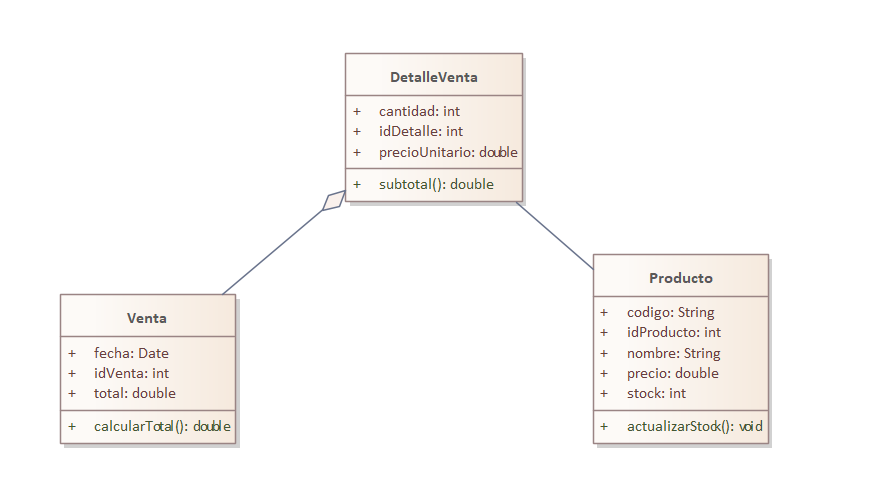 DetalleVenta
+ cantidad: int
+ idDetalle: int
+ precioUnitario: double
+ subtotal(): double
Venta
+ fecha: Date
+ idVenta: int
+ total: double
+ calcularTotal(): double
Producto
+ codigo: String
+ idProducto: int
+ nombre: String
+ precio: double
+ stock: int
+ actualizarStock(): void